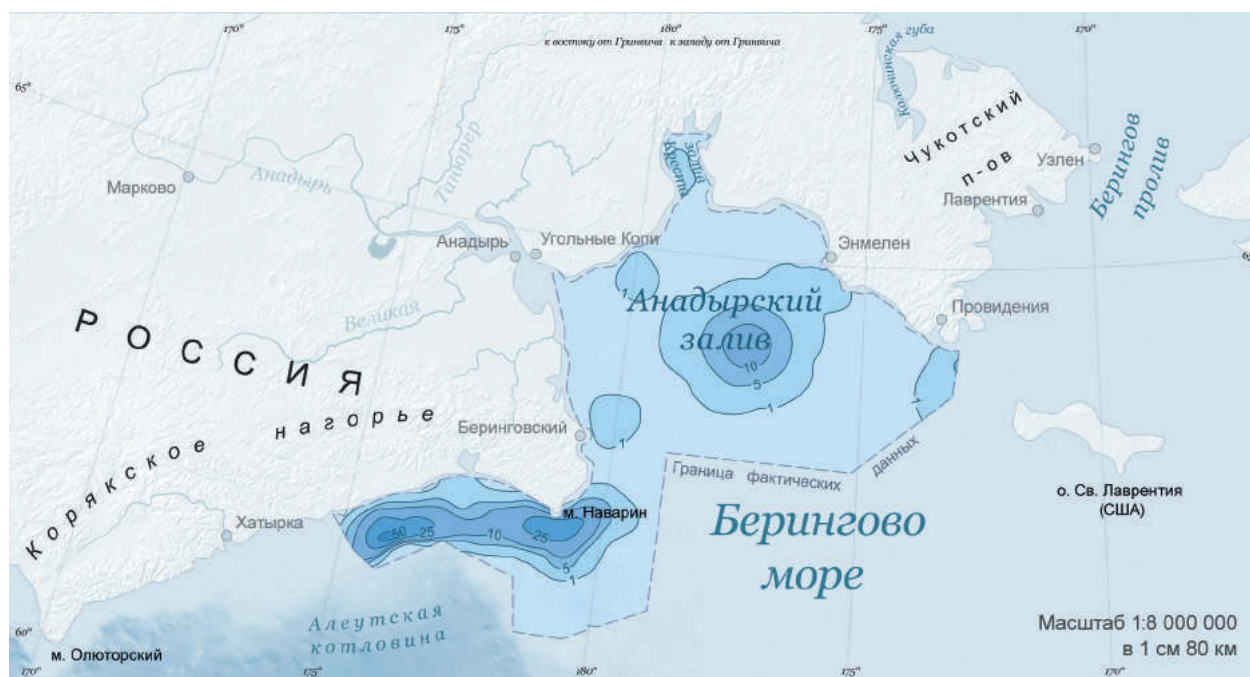 170°
175°
180°
175°
170°
к востоку от Гринвича
к западу от Гринвича
65°
Колючинская губа
Чукотский
п-ов
Узлен
Берингов
пролив
Лаврентия
залив
Креста
Марково
Анадырь
Танюрер
Анадырь
Угольные Копи
Энмелен
65
1
Анадырский
залив
Провидения
Великая
10
5
1
1
РОССИЯ
Корякское нагорье
Беринговский
1
Граница фактических
данных
о. Св. Лаврентия
(США)
м. Наварин
Хатырка
50
25
10
25
5
1
Берингово
море
Алеутская
котловина
Масштаб 1:8 000 000
в 1 см 80 км
60°
м. Олюторский
170°
175°
180°
175°
170°